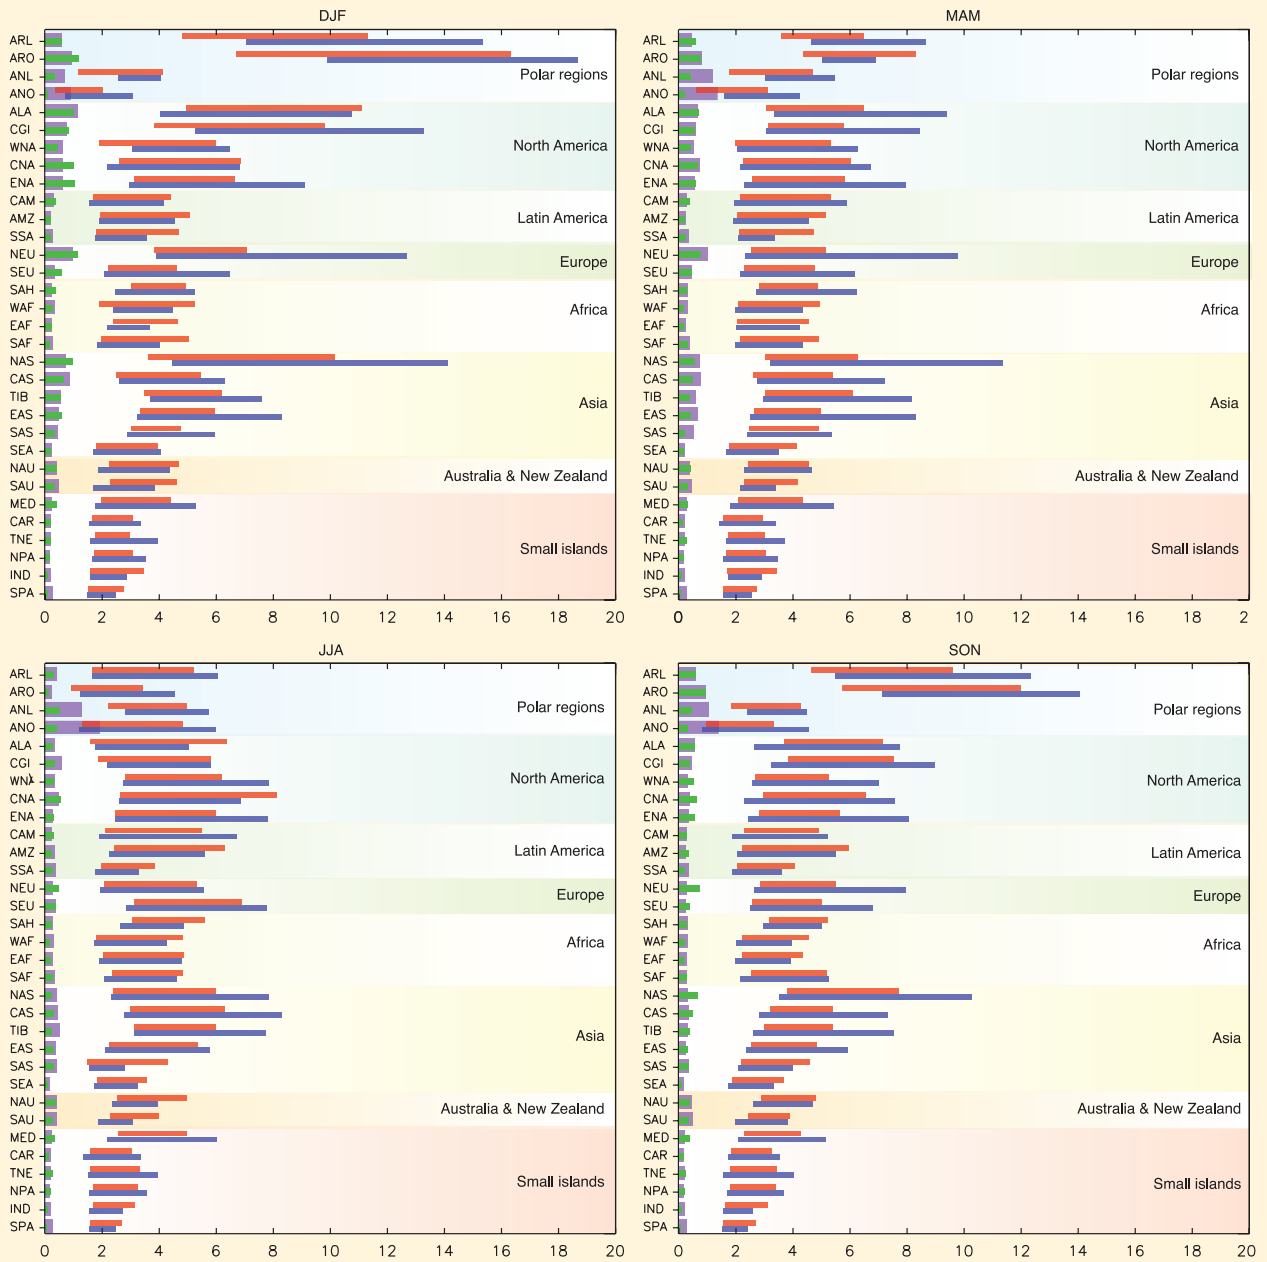 DJF
ARL
ARO
ANL
ANO
Polar regions
ALA
CGI
WNA
CNA
ENA
North America
CAM
AMZ
SSA
Latin America
NEU
SEU
Europe
SAH
WAF
EAF
SAF
Africa
NAS
CAS
TIB
EAS
SAS
SEA
Asia
NAU
SAU
Australia & New Zealand
MED
CAR
TNE
NPA
IND
SPA
Small islands
0 2 4 6 8 10 12 14 16 18 20
MAM
ARL
ARO
ANL
ANO
Polar regions
ALA
CGI
WNA
CNA
ENA
North America
CAM
AMZ
SSA
Latin America
NEU
SEU
Europe
SAH
WAF
EAF
SAF
Africa
NAS
CAS
TIB
EAS
SAS
SEA
Asia
NAU
SAU
Australia & New Zealand
MED
CAR
TNE
NPA
IND
SPA
Small islands
0 2 4 6 8 10 12 14 16 18 2
JJA
ARL
ARO
ANL
ANO
Polar regions
ALA
CGI
WNA
CNA
ENA
North America
CAM
AMZ
SSA
Latin America
NEU
SEU
Europe
SAH
WAF
EAF
SAF
Africa
NAS
CAS
TIB
EAS
SAS
SEA
Asia
NAU
SAU
Australia & New Zealand
MED
CAR
TNE
NPA
IND
SPA
Small islands
0 2 4 6 8 10 12 14 16 18 20
SON
ARL
ARO
ANL
ANO
Polar regions
ALA
CGI
WNA
CNA
ENA
North America
CAM
AMZ
SSA
Latin America
NEU
SEU
Europe
SAH
WAF
EAF
SAF
Africa
NAS
CAS
TIB
EAS
SAS
SEA
Asia
NAU
SAU
Australia & New Zealand
MED
CAR
TNE
NPA
IND
SPA
Small islands
0 2 4 6 8 10 12 14 16 18 20